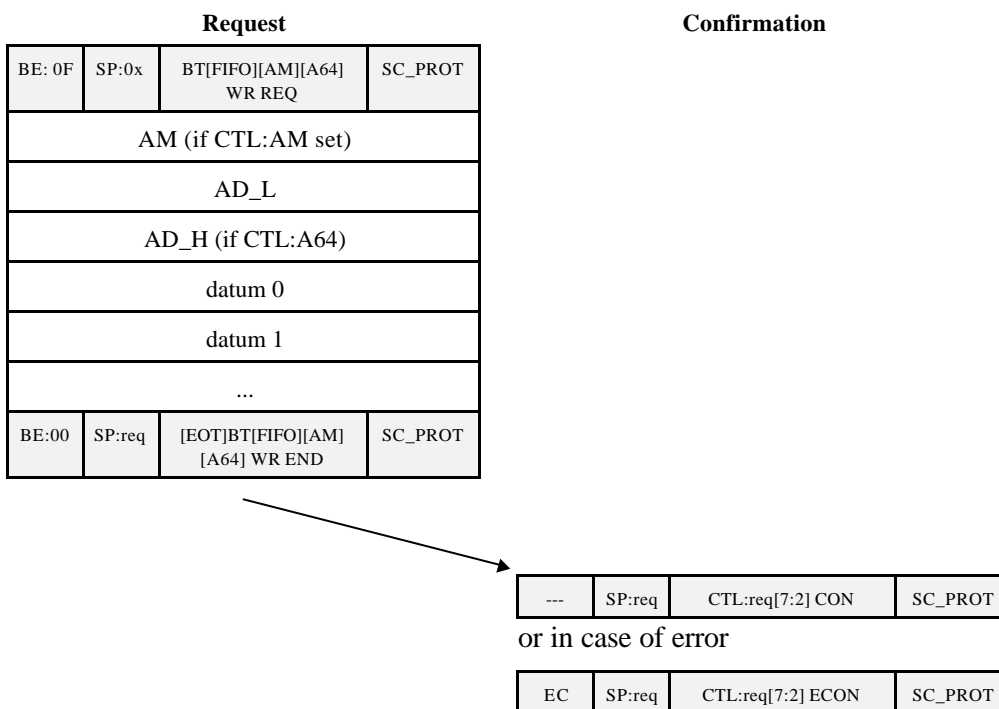 Request Confirmation
BE: 0F SP:0x BT[FIFO][AM][A64] SC_PROT
WR REQ
AM (if CTL:AM set)
AD_L
AD_H (if CTL:A64)
datum 0
datum 1
...
BE:00 SP:req [EOT]BT[FIFO][AM] SC_PROT
[A64] WR END
--- SP:req CTL:req[7:2] CON SC_PROT
or in case of error
EC SP:req CTL:req[7:2] ECON SC_PROT